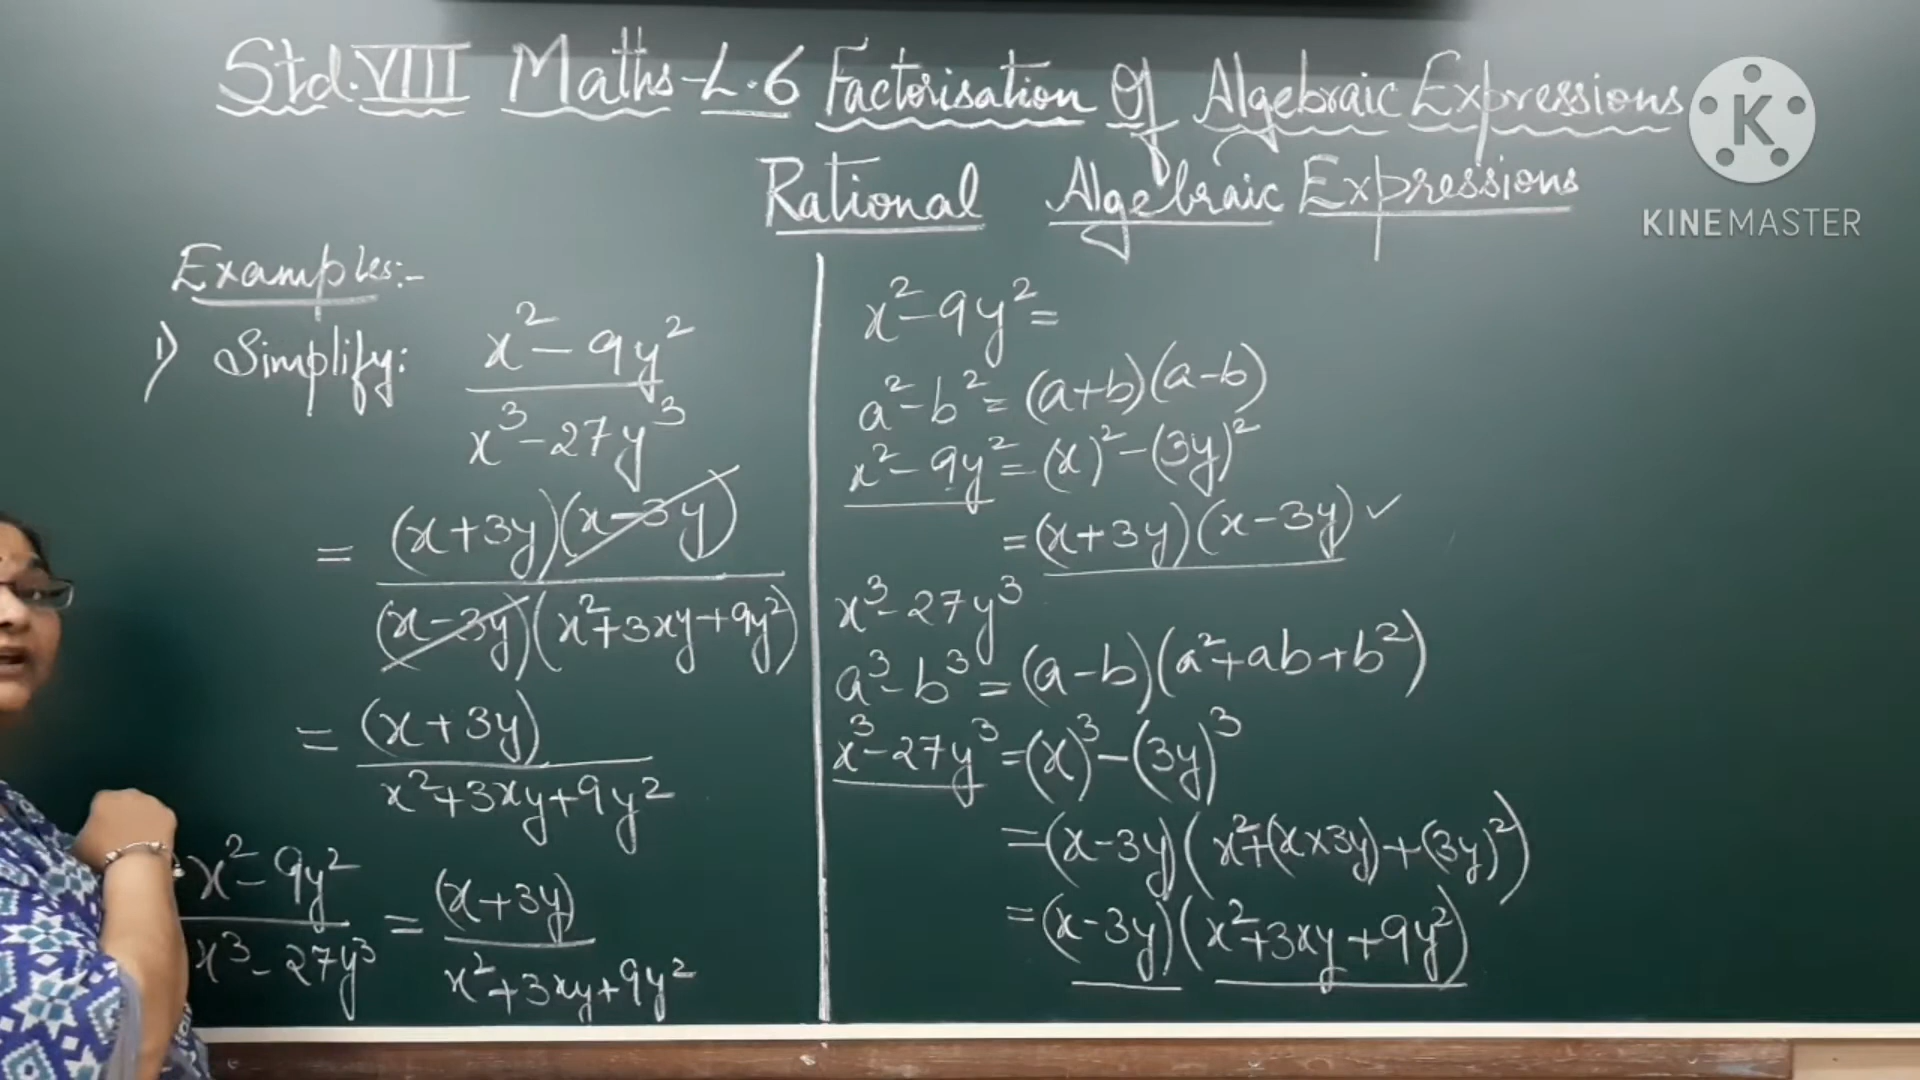 Std. VIII Maths - L.6 Factorisation Of Algebraic Expressions
Rational Algebraic Expressions
KINEMASTER
Examples:-
1) Simplify: x² - 9y² / x³ - 27y³
= (x+3y)(x-3y) / (x-3y)(x²+3xy+9y²)
= (x+3y) / x²+3xy+9y²
x² - 9y² / x³ - 27y³ = (x+3y) / x²+3xy+9y²
x² - 9y² =
a² - b² = (a+b)(a-b)
x² - 9y² = (x)² - (3y)²
= (x+3y)(x-3y) ✓
x³ - 27y³
a³ - b³ = (a-b)(a²+ab+b²)
x³ - 27y³ = (x)³ - (3y)³
= (x-3y)(x²+(x×3y)+(3y)²)
= (x-3y)(x²+3xy+9y²)